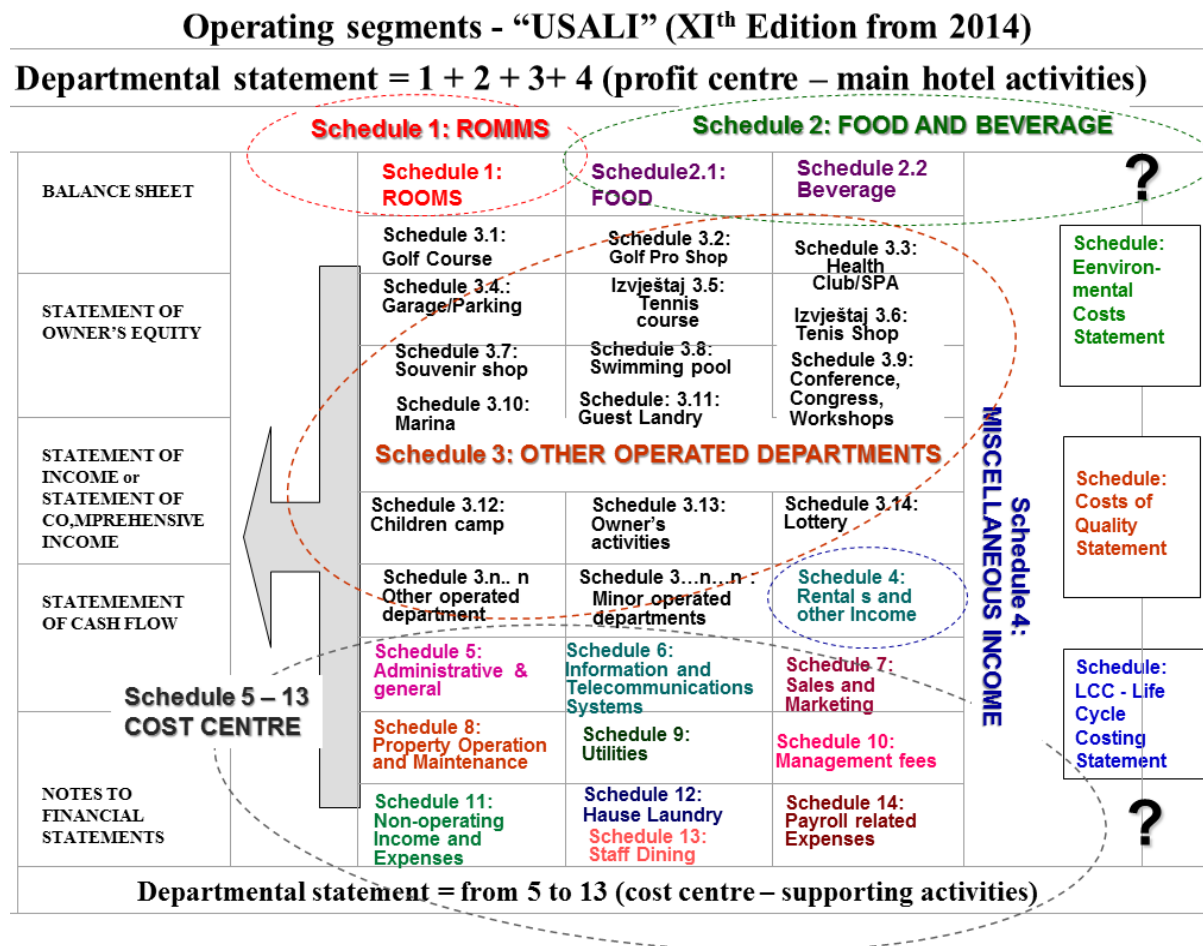 Operating segments - “USALI” (XIth Edition from 2014)
Departmental statement = 1 + 2 + 3+ 4 (profit centre – main hotel activities)
Schedule 1: ROMMS
Schedule 2: FOOD AND BEVERAGE
BALANCE SHEET
Schedule 1:
ROOMS
Schedule2.1:
FOOD
Schedule 2.2
Beverage
?
Schedule 3.1:
Golf Course
Schedule 3.2:
Golf Pro Shop
Schedule 3.3:
Health
Club/SPA
Schedule:
Eenviron-
mental
Costs
Statement
STATEMENT OF
OWNER’S EQUITY
Schedule 3.4.:
Garage/Parking
Izvještaj 3.5:
Tennis
course
Izvještaj 3.6:
Tenis Shop
Schedule 3.7:
Souvenir shop
Schedule 3.8:
Swimming pool
Schedule 3.9:
Conference,
Congress,
Workshops
Schedule 3.10:
Marina
Schedule: 3.11:
Guest Landry
STATEMENT OF
INCOME or
STATEMENT OF
CO,MPREHENSIVE
INCOME
Schedule 3: OTHER OPERATED DEPARTMENTS
Schedule 4:
MISCELLANEOUS INCOME
Schedule:
Costs of
Quality
Statement
Schedule 3.12:
Children camp
Schedule 3.13:
Owner’s
activities
Schedule 3.14:
Lottery
STATEMEMENT
OF CASH FLOW
Schedule 3.n.. n
Other operated
department
Schedule 3…n…n :
Minor operated
departments
Schedule 4:
Rental s and
other Income
Schedule 5 – 13
COST CENTRE
Schedule 5:
Administrative &
general
Schedule 6:
Information and
Telecommunications
Systems
Schedule 7:
Sales and
Marketing
Schedule:
LCC - Life
Cycle
Costing
Statement
Schedule 8:
Property Operation
and Maintenance
Schedule 9:
Utilities
Schedule 10:
Management fees
NOTES TO
FINANCIAL
STATEMENTS
Schedule 11:
Non-operating
Income and
Expenses
Schedule 12:
Hause Laundry
Schedule 13:
Staff Dining
Schedule 14:
Payroll related
Expenses
?
Departmental statement = from 5 to 13 (cost centre – supporting activities)